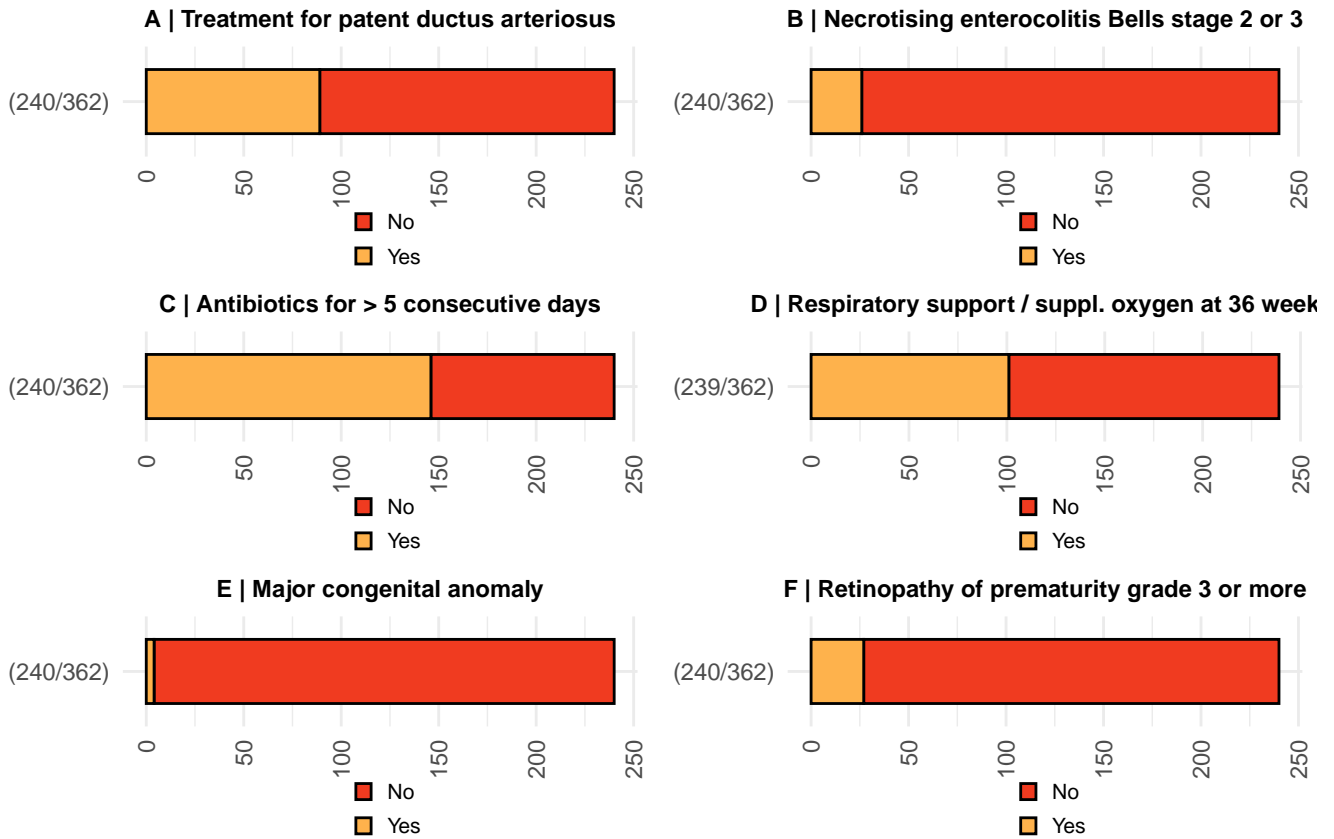 A | Treatment for patent ductus arteriosus
(240/362)
0 50 100 150 200 250
No
Yes
B | Necrotising enterocolitis Bells stage 2 or 3
(240/362)
0 50 100 150 200 250
No
Yes
C | Antibiotics for > 5 consecutive days
(240/362)
0 50 100 150 200 250
No
Yes
D | Respiratory support / suppl. oxygen at 36 week
(239/362)
0 50 100 150 200 250
No
Yes
E | Major congenital anomaly
(240/362)
0 50 100 150 200 250
No
Yes
F | Retinopathy of prematurity grade 3 or more
(240/362)
0 50 100 150 200 250
No
Yes